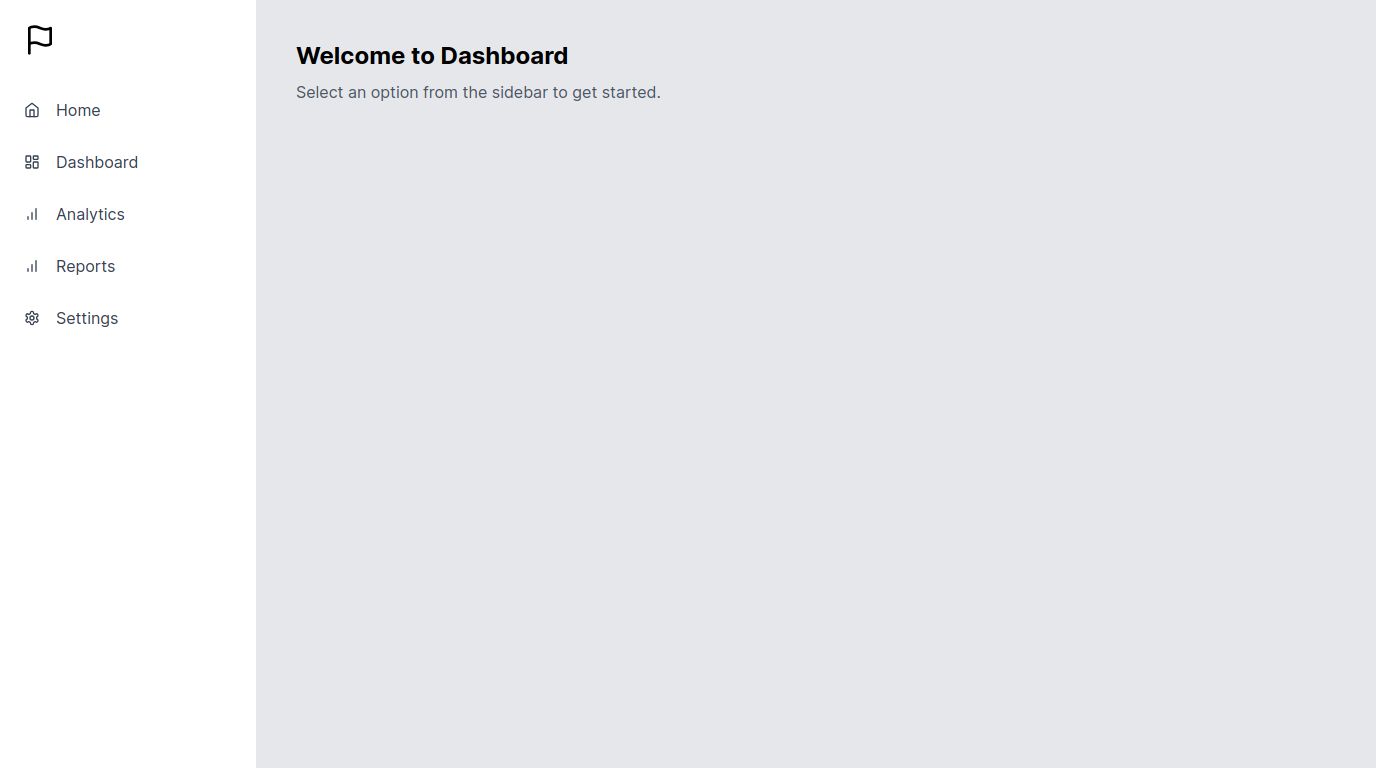 Home
Dashboard
Analytics
Reports
Settings
Welcome to Dashboard
Select an option from the sidebar to get started.